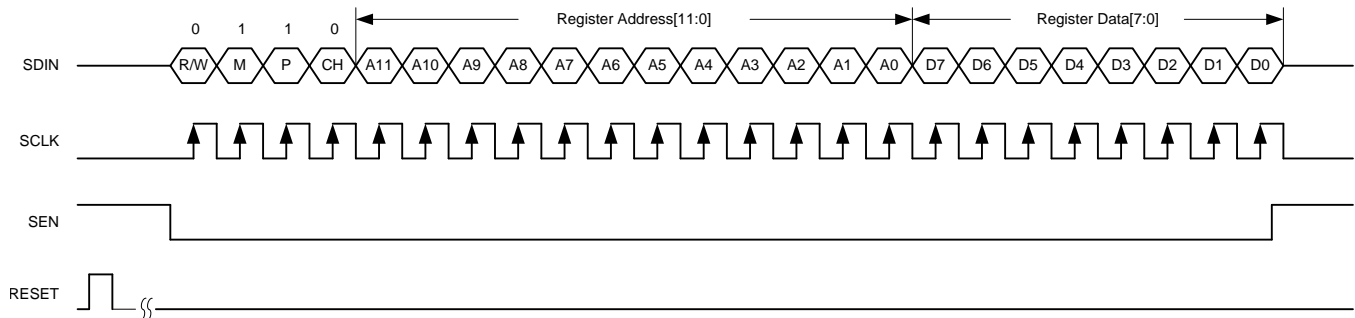 Register Address[11:0] Register Data[7:0]
0 1 1 0
SDIN R/W M P CH A11 A10 A9 A8 A7 A6 A5 A4 A3 A2 A1 A0 D7 D6 D5 D4 D3 D2 D1 D0
SCLK
SEN
RESET